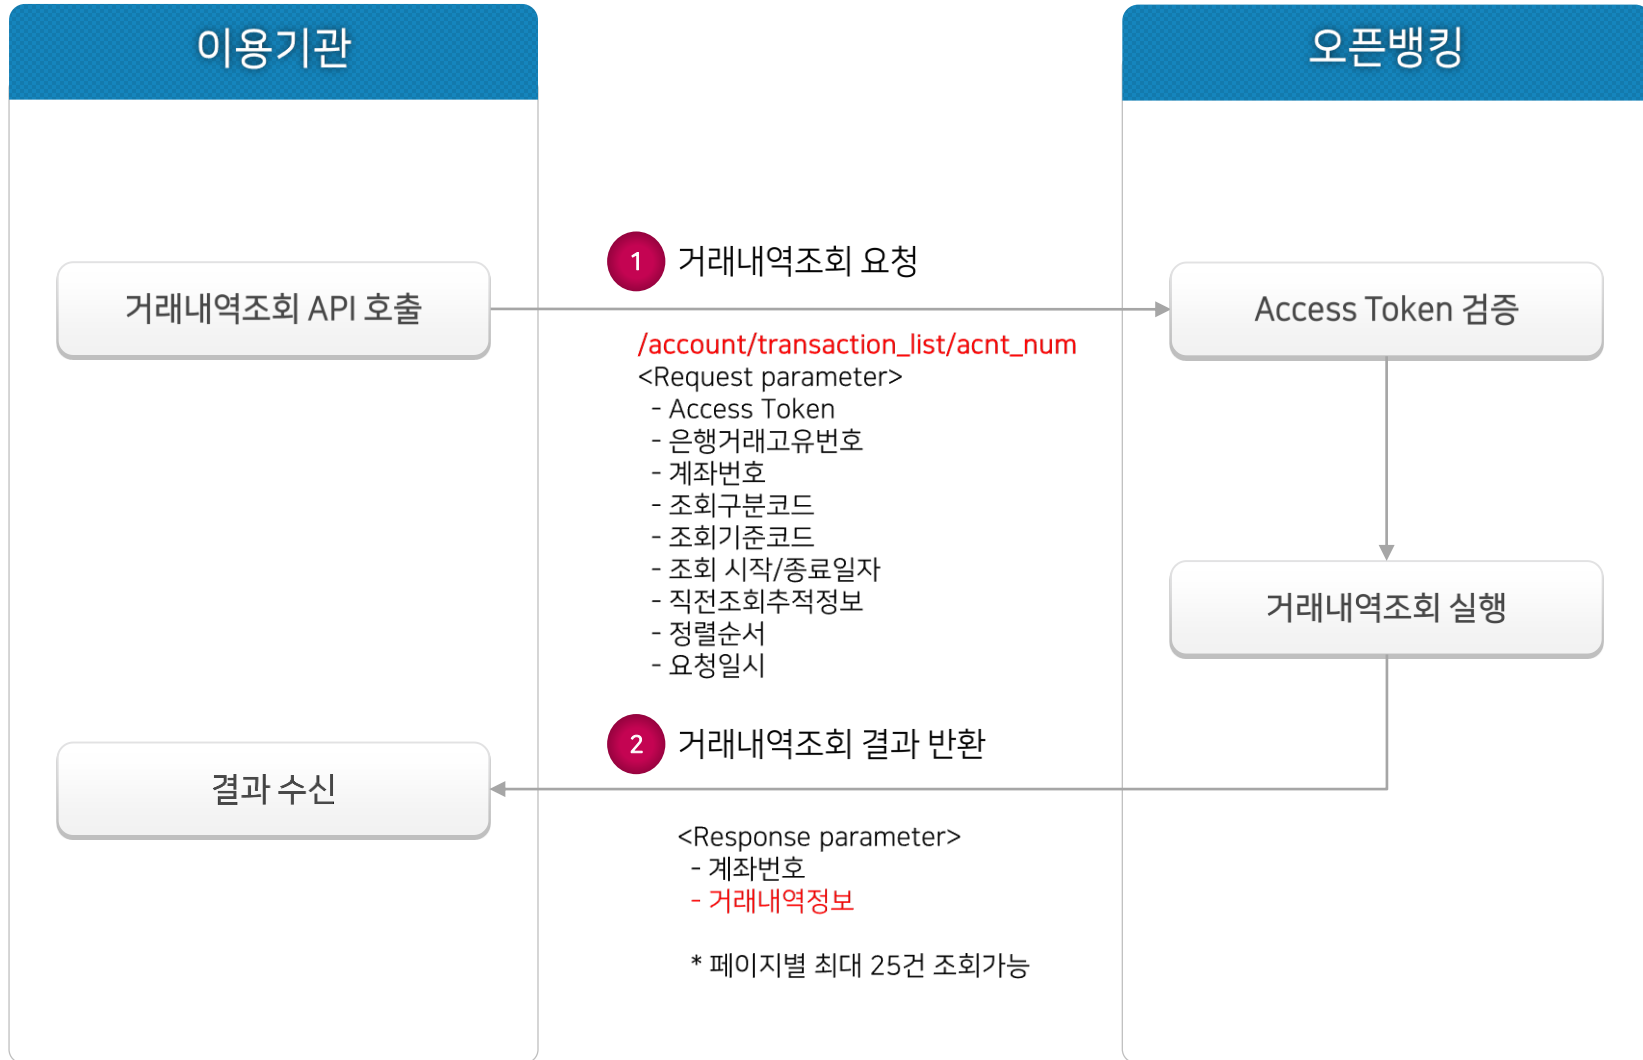 이용기관
오픈뱅킹
1 거래내역조회 요청
거래내역조회 API 호출
Access Token 검증
/account/transaction_list/acnt_num
<Request parameter>
- Access Token
- 은행거래고유번호
- 계좌번호
- 조회구분코드
- 조회기준코드
- 조회 시작/종료일자
- 직전조회추적정보
- 정렬순서
- 요청일시
거래내역조회 실행
2 거래내역조회 결과 반환
결과 수신
<Response parameter>
- 계좌번호
- 거래내역정보
* 페이지별 최대 25건 조회가능